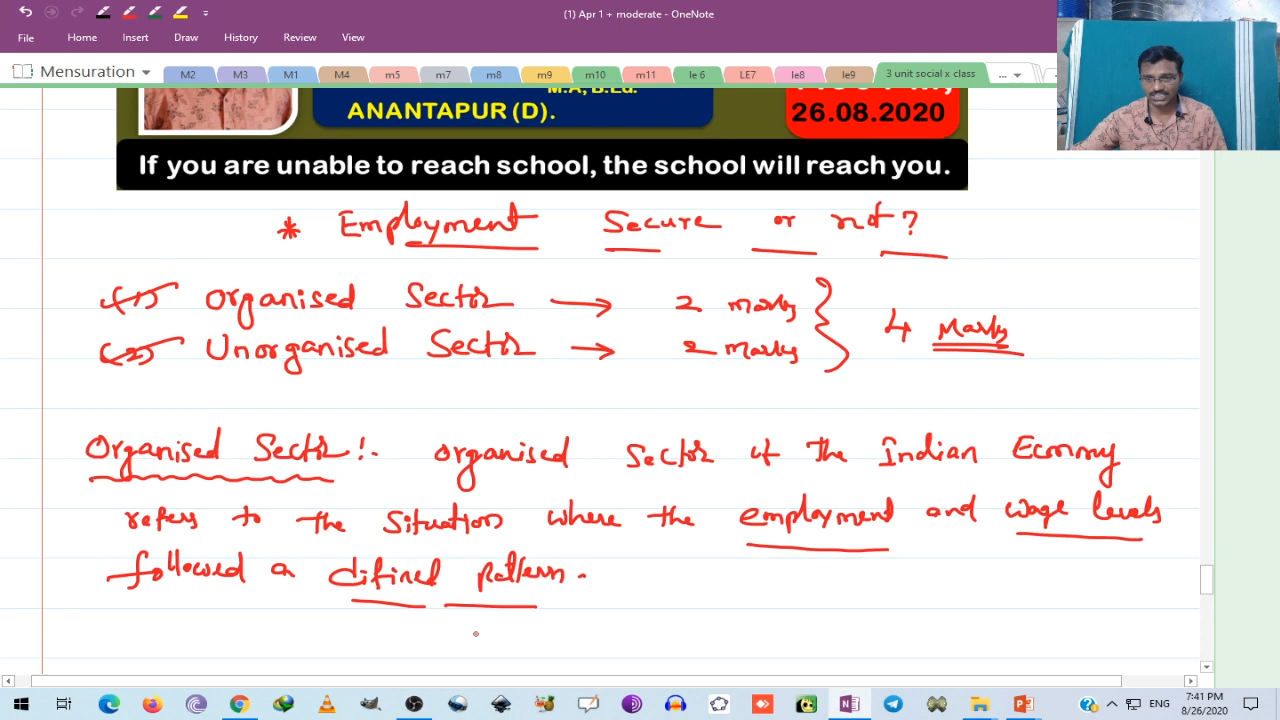 (1) Apr 1 + moderate - OneNote
File Home Insert Draw History Review View
Mensuration M2 M3 M1 M4 m5 m7 m8 m9 m10 m11 le 6 LE7 le8 le9 3 unit social x class ...
M.A, B.Ed.
ANANTAPUR (D).
26.08.2020
If you are unable to reach school, the school will reach you.
* Employment Secure or not?
(1) Organised Sector → 2 marks
(2) Unorganised Sector → 2 marks
4 Marks
Organised Sector:- Organised Sector of the Indian Economy
refers to the situation where the employment and wage levels
followed a difined pattern.
ENG 7:41 PM
8/26/2020